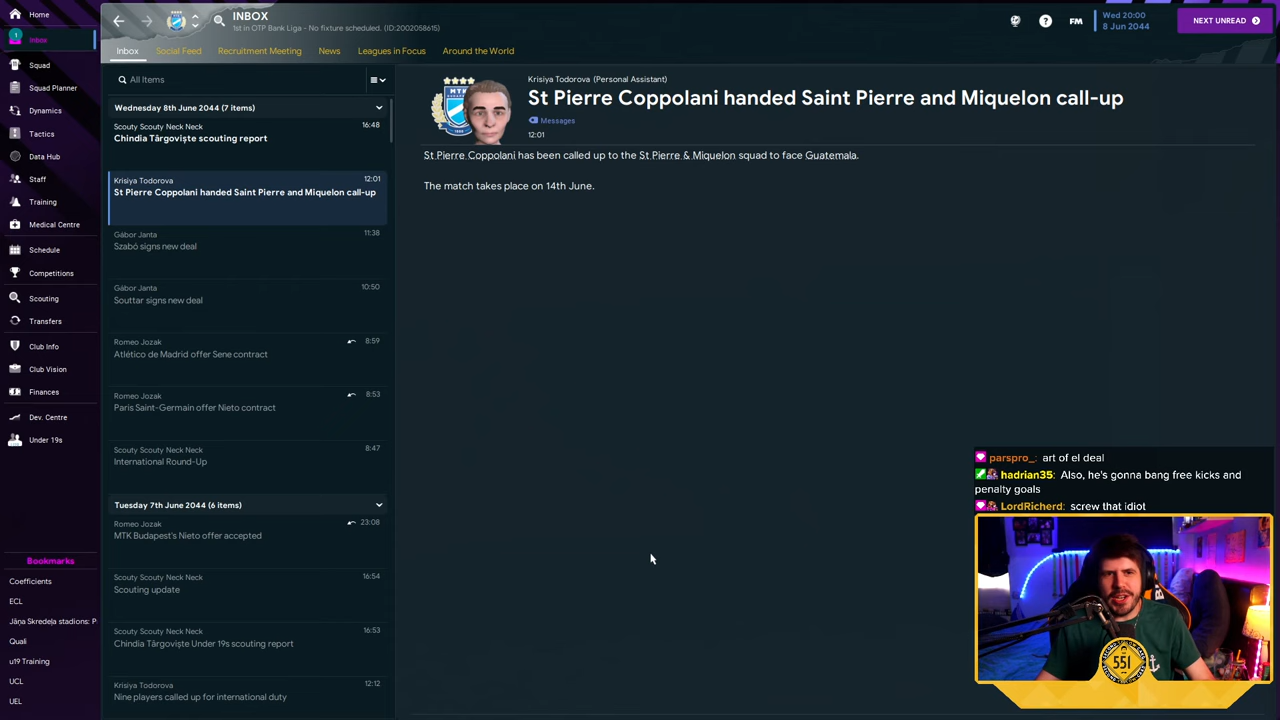 Home
INBOX
1st in OTP Bank Liga - No fixture scheduled. (ID:2002058615)
FM
Wed 20:00
8 Jun 2044
NEXT UNREAD
1
Inbox
Inbox
Social Feed
Recruitment Meeting
News
Leagues in Focus
Around the World
Squad
Squad Planner
Dynamics
Tactics
Data Hub
Staff
Training
Medical Centre
Schedule
Competitions
Scouting
Transfers
Club Info
Club Vision
Finances
Dev. Centre
Under 19s
Bookmarks
Coefficients
ECL
Jāņa Skredeļa stadions: P
Quali
u19 Training
UCL
UEL
All Items
Wednesday 8th June 2044 (7 items)
Scouty Scouty Neck Neck 16:48
Chindia Târgoviște scouting report
Krisiya Todorova 12:01
St Pierre Coppolani handed Saint Pierre and Miquelon call-up
Gábor Janta 11:38
Szabó signs new deal
Gábor Janta 10:50
Souttar signs new deal
Romeo Jozak 8:59
Atlético de Madrid offer Sene contract
Romeo Jozak 8:53
Paris Saint-Germain offer Nieto contract
Scouty Scouty Neck Neck 8:47
International Round-Up
Tuesday 7th June 2044 (6 items)
Romeo Jozak 23:08
MTK Budapest's Nieto offer accepted
Scouty Scouty Neck Neck 16:54
Scouting update
Scouty Scouty Neck Neck 16:53
Chindia Târgoviște Under 19s scouting report
Krisiya Todorova 12:12
Nine players called up for international duty
MTK
Krisiya Todorova (Personal Assistant)
St Pierre Coppolani handed Saint Pierre and Miquelon call-up
Messages
12:01
St Pierre Coppolani has been called up to the St Pierre & Miquelon squad to face Guatemala.
The match takes place on 14th June.
parspro_: art of el deal
hadrian35: Also, he's gonna bang free kicks and
penalty goals
LordRicherd: screw that idiot
551